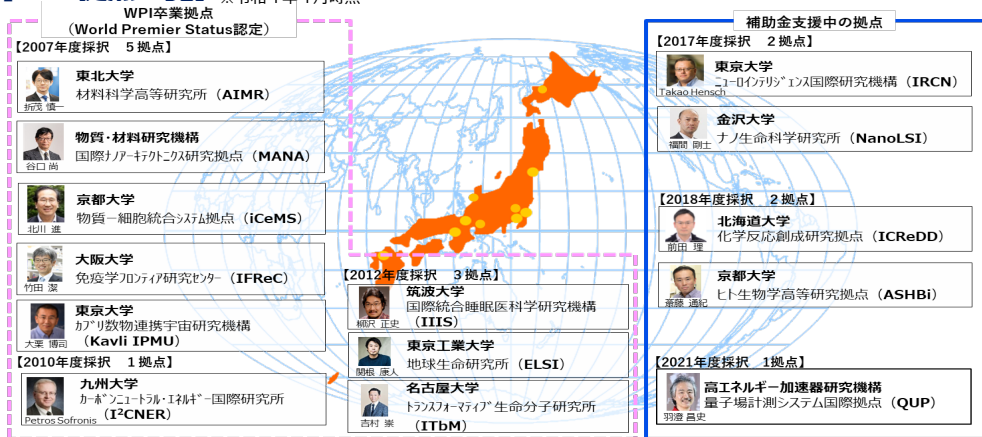 ※令和4年4月時点
WPI卒業拠点
(World Premier Status認定)
【2007年度採択 5拠点】
東北大学
材料科学高等研究所(AIMR)
折茂 慎一
物質・材料研究機構
国際ナノアーキテクトニクス研究拠点(MANA)
谷口 尚
京都大学
物質－細胞統合システム拠点(iCeMS)
北川 進
大阪大学
免疫学フロンティア研究センター(IFReC)
竹田 潔
東京大学
カブリ数物連携宇宙研究機構
(Kavli IPMU)
大栗 博司
【2010年度採択 1拠点】
九州大学
カーボンニュートラル・エネルギー国際研究所
(I²CNER)
Petros Sofronis
【2012年度採択 3拠点】
筑波大学
国際統合睡眠医科学研究機構
(IIIS)
柳沢 正史
東京工業大学
地球生命研究所(ELSI)
関根 康人
名古屋大学
トランスフォーマティブ生命分子研究所
(ITbM)
吉村 崇
補助金支援中の拠点
【2017年度採択 2拠点】
東京大学
ニューロインテリジェンス国際研究機構(IRCN)
Takao Hensch
金沢大学
ナノ生命科学研究所(NanoLSI)
福間 剛士
【2018年度採択 2拠点】
北海道大学
化学反応創成研究拠点(ICReDD)
前田 理
京都大学
ヒト生物学高等研究拠点(ASHBi)
斎藤 通紀
【2021年度採択 1拠点】
高エネルギー加速器研究機構
量子場計測システム国際拠点(QUP)
羽澄 昌史